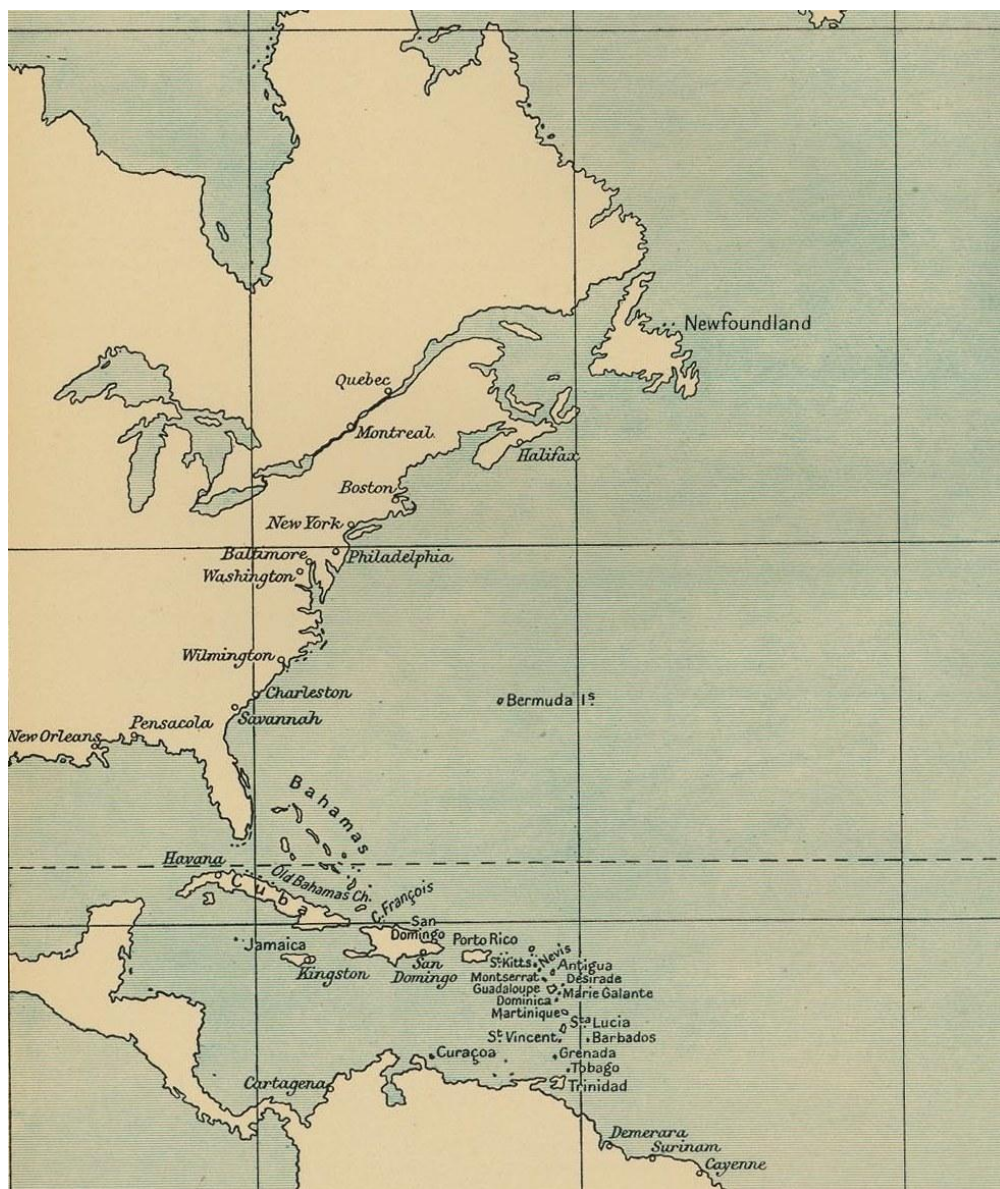 Newfoundland
Quebec
Montreal
Halifax
Boston
New York
Baltimore
Philadelphia
Washington
Wilmington
Charleston
Savannah
Bermuda Is.
Pensacola
New Orleans
Bahamas
Havana
Old Bahamas Ch.
Cuba
C. François
San
Domingo
Jamaica
Kingston
San
Domingo
Porto Rico
St. Kitts
Nevis
Antigua
Montserrat
Desirade
Guadaloupe
Marie Galante
Dominica
Martinique
Sta. Lucia
St. Vincent
Barbados
Curaçoa
Grenada
Tobago
Cartagena
Trinidad
Demerara
Surinam
Cayenne